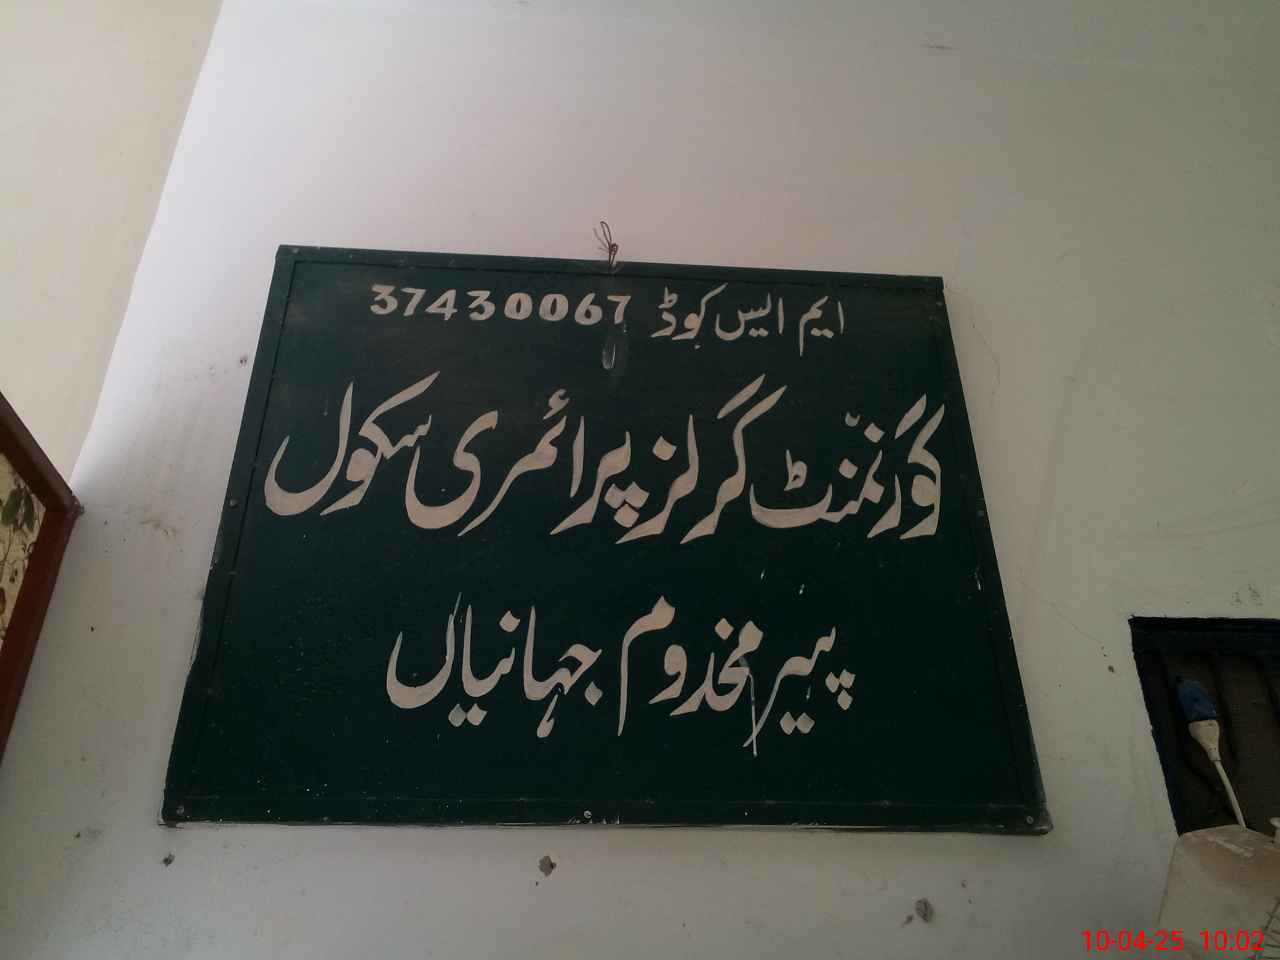 ایم ایس کوڈ 37430067
گورنمنٹ گرلز پرائمری سکول
پیر مخدوم جہانیاں
10-04-25 10:02